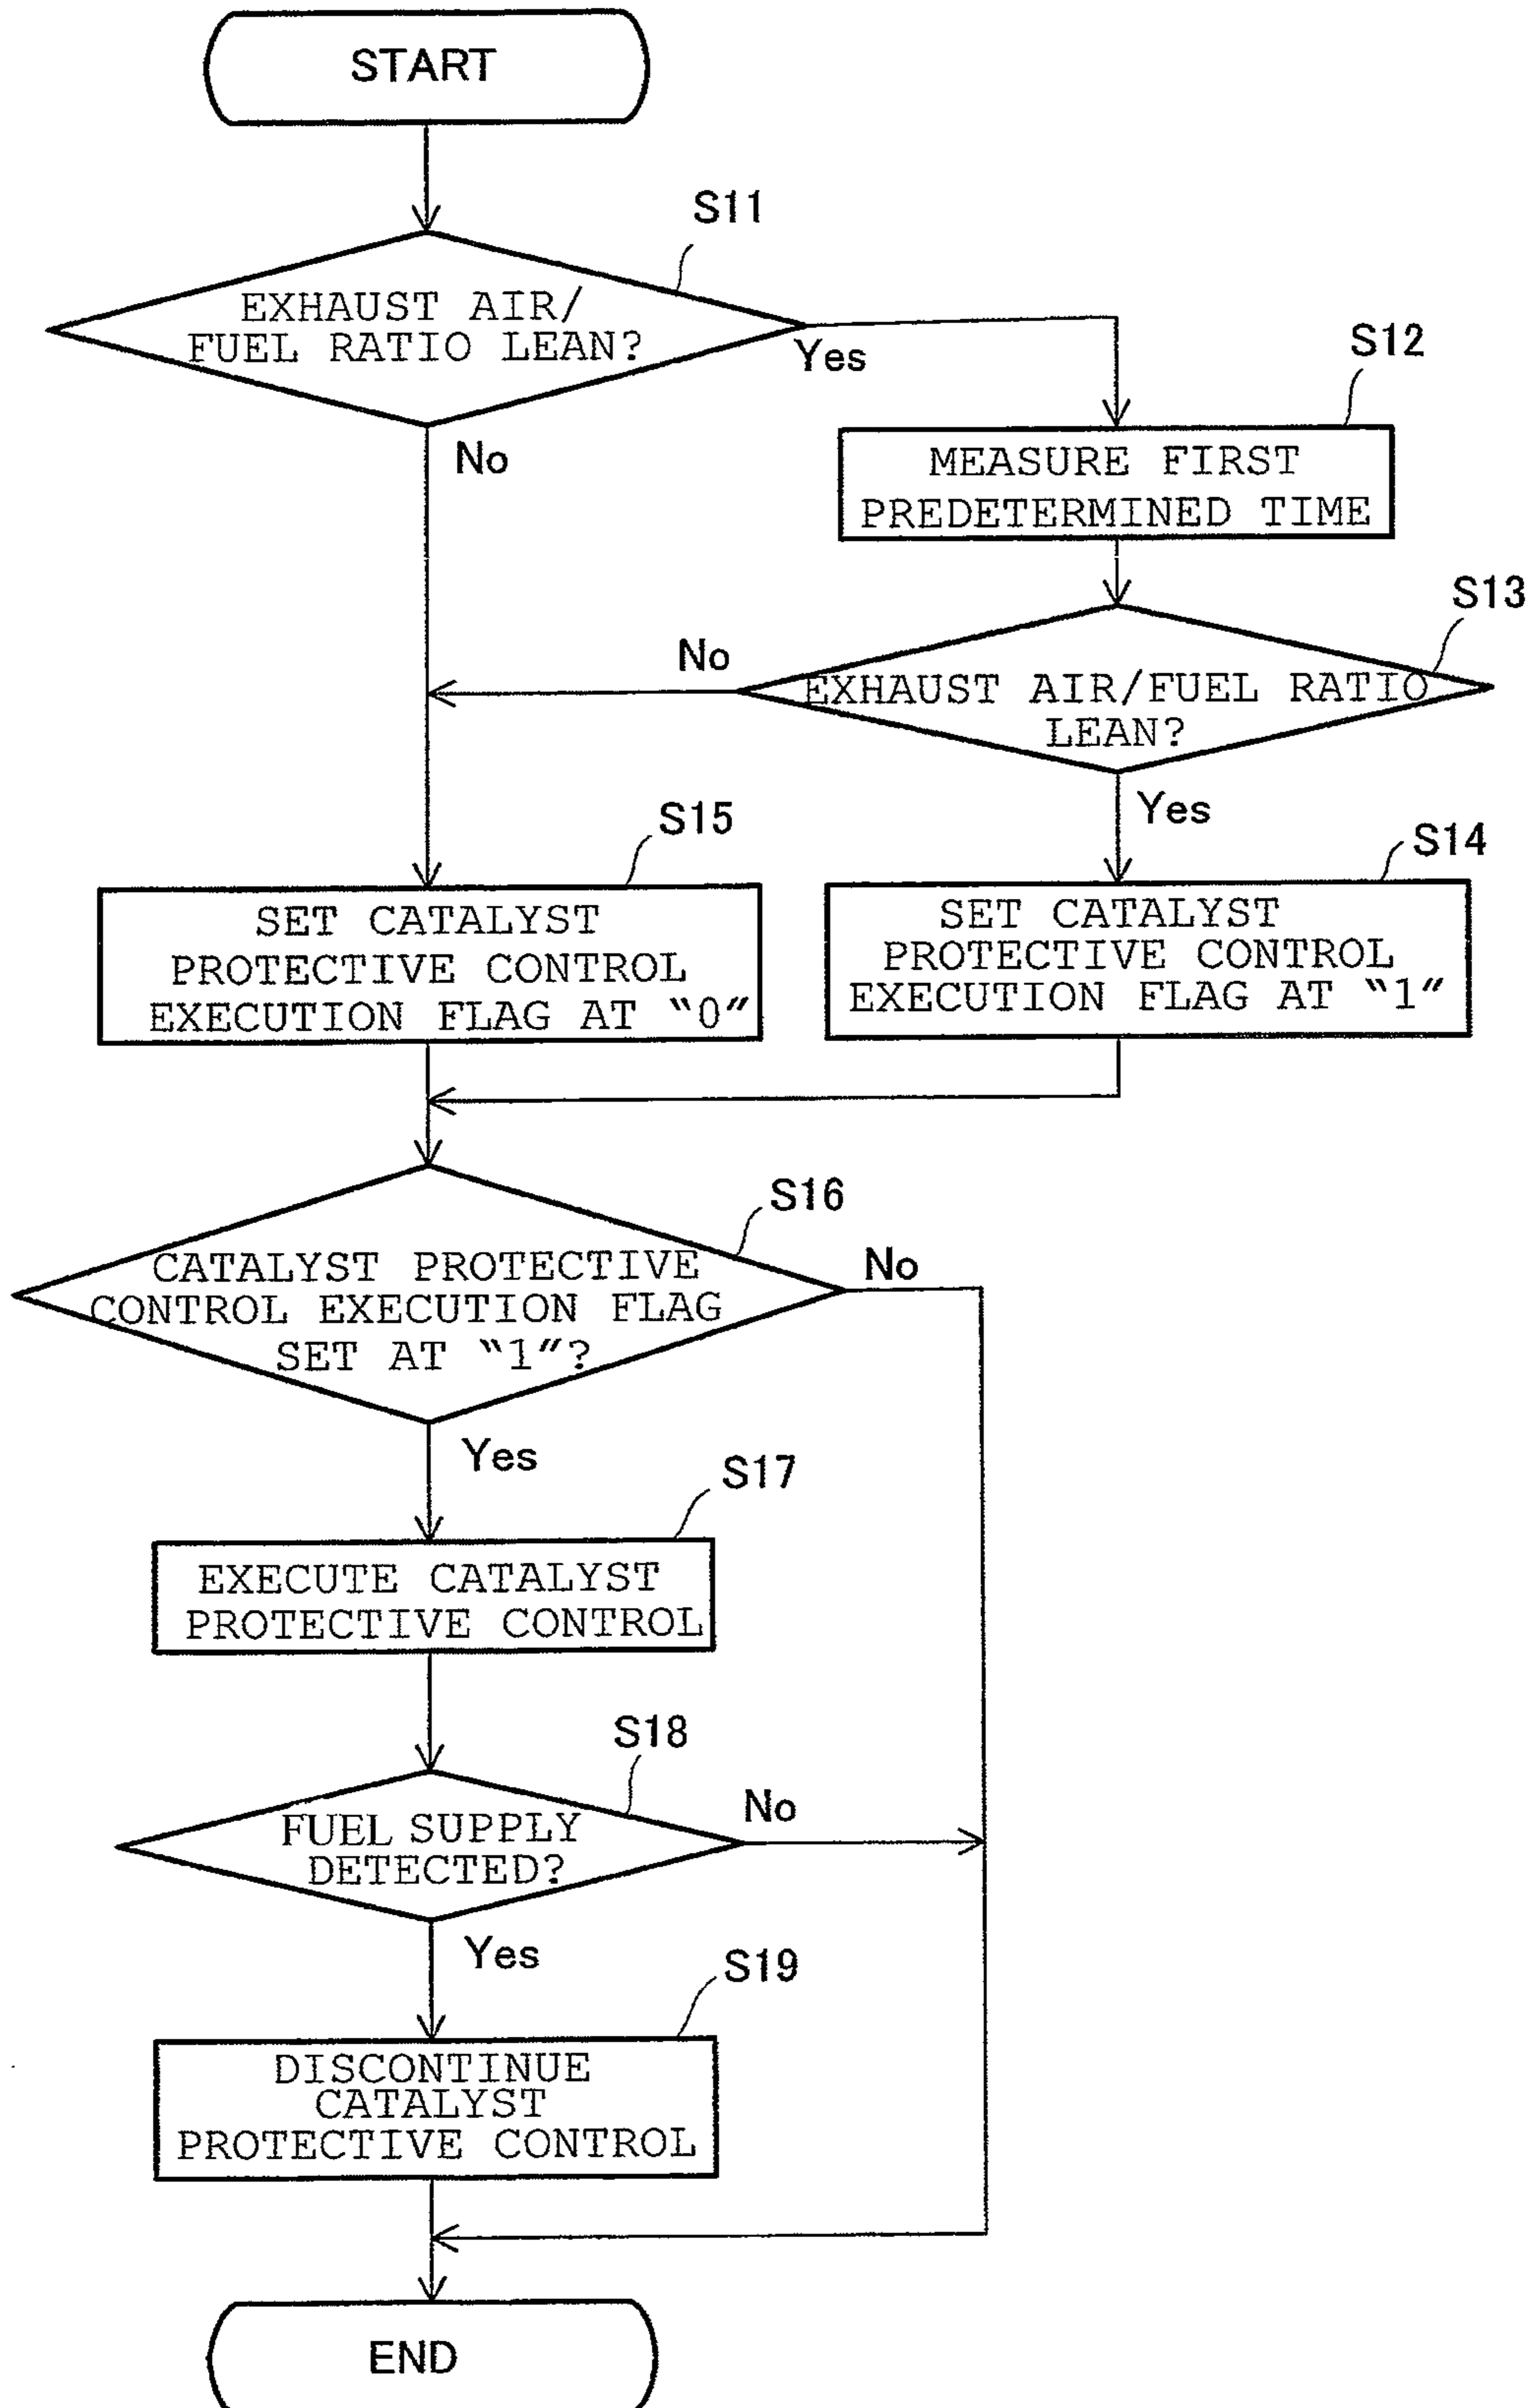 START
S11
EXHAUST AIR/
FUEL RATIO LEAN?
Yes
No
S12
MEASURE FIRST
PREDETERMINED TIME
S13
No
EXHAUST AIR/FUEL RATIO
LEAN?
Yes
S15
SET CATALYST
PROTECTIVE CONTROL
EXECUTION FLAG AT “0”
S14
SET CATALYST
PROTECTIVE CONTROL
EXECUTION FLAG AT “1”
S16
CATALYST PROTECTIVE
CONTROL EXECUTION FLAG
SET AT “1”?
No
Yes
S17
EXECUTE CATALYST
PROTECTIVE CONTROL
S18
FUEL SUPPLY
DETECTED?
No
Yes
S19
DISCONTINUE
CATALYST
PROTECTIVE CONTROL
END